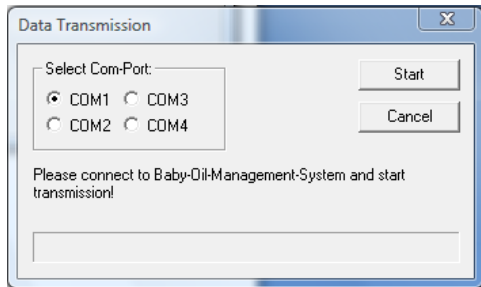 Data Transmission
Select Com-Port:
Start
COM1 COM3
Cancel
COM2 COM4
Please connect to Baby-Oil-Management-System and start
transmission!